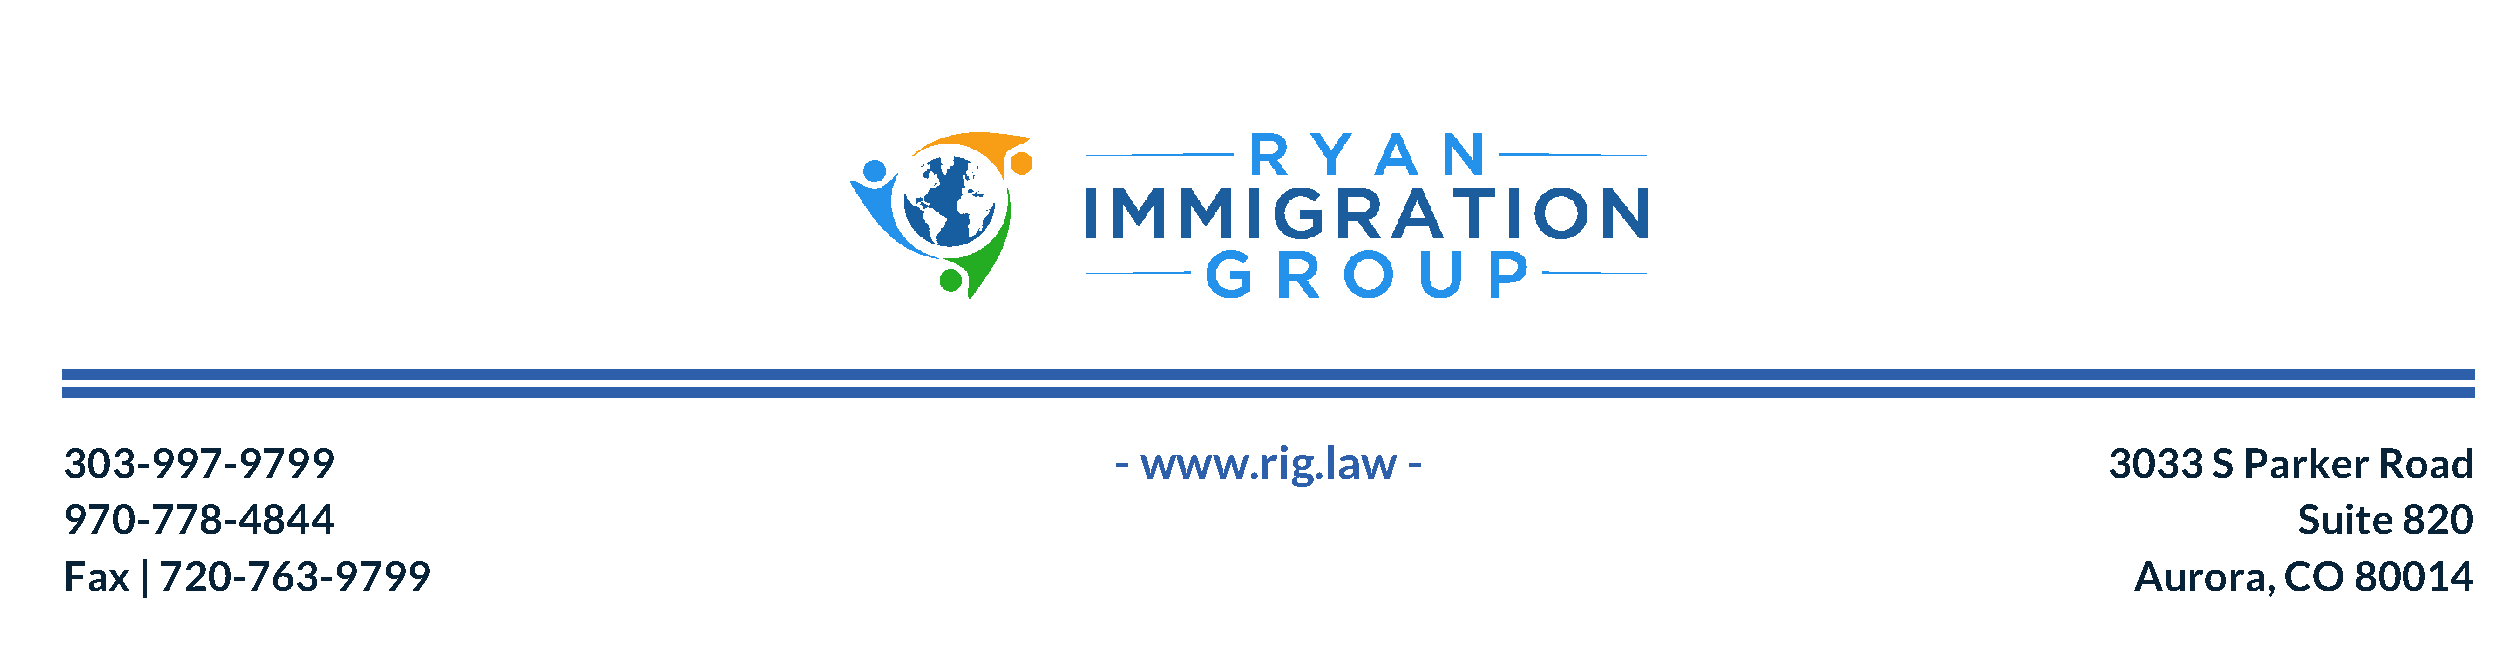 RYAN
IMMIGRATION
GROUP
303-997-9799
970-778-4844
Fax | 720-763-9799
- www.rig.law -
3033 S Parker Road
Suite 820
Aurora, CO 80014